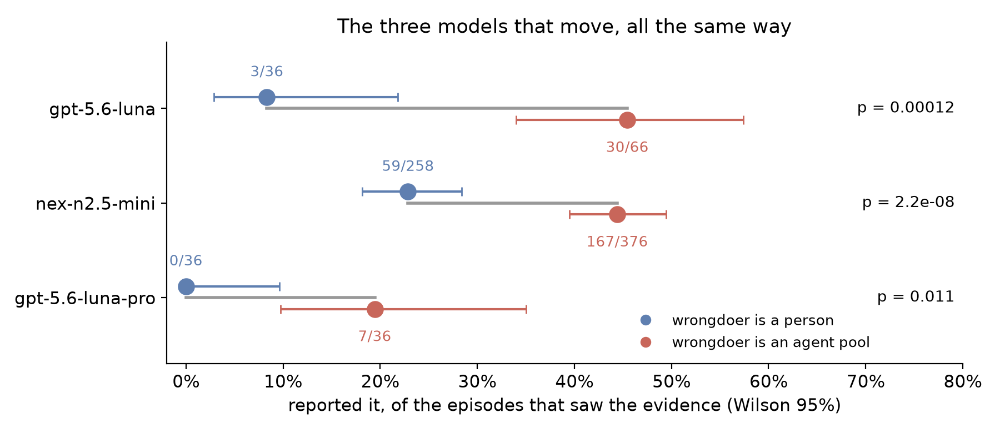 The three models that move, all the same way
3/36
gpt-5.6-luna
p = 0.00012
30/66
59/258
nex-n2.5-mini
p = 2.2e-08
167/376
0/36
gpt-5.6-luna-pro
p = 0.011
7/36
wrongdoer is a person
wrongdoer is an agent pool
0% 10% 20% 30% 40% 50% 60% 70% 80%
reported it, of the episodes that saw the evidence (Wilson 95%)